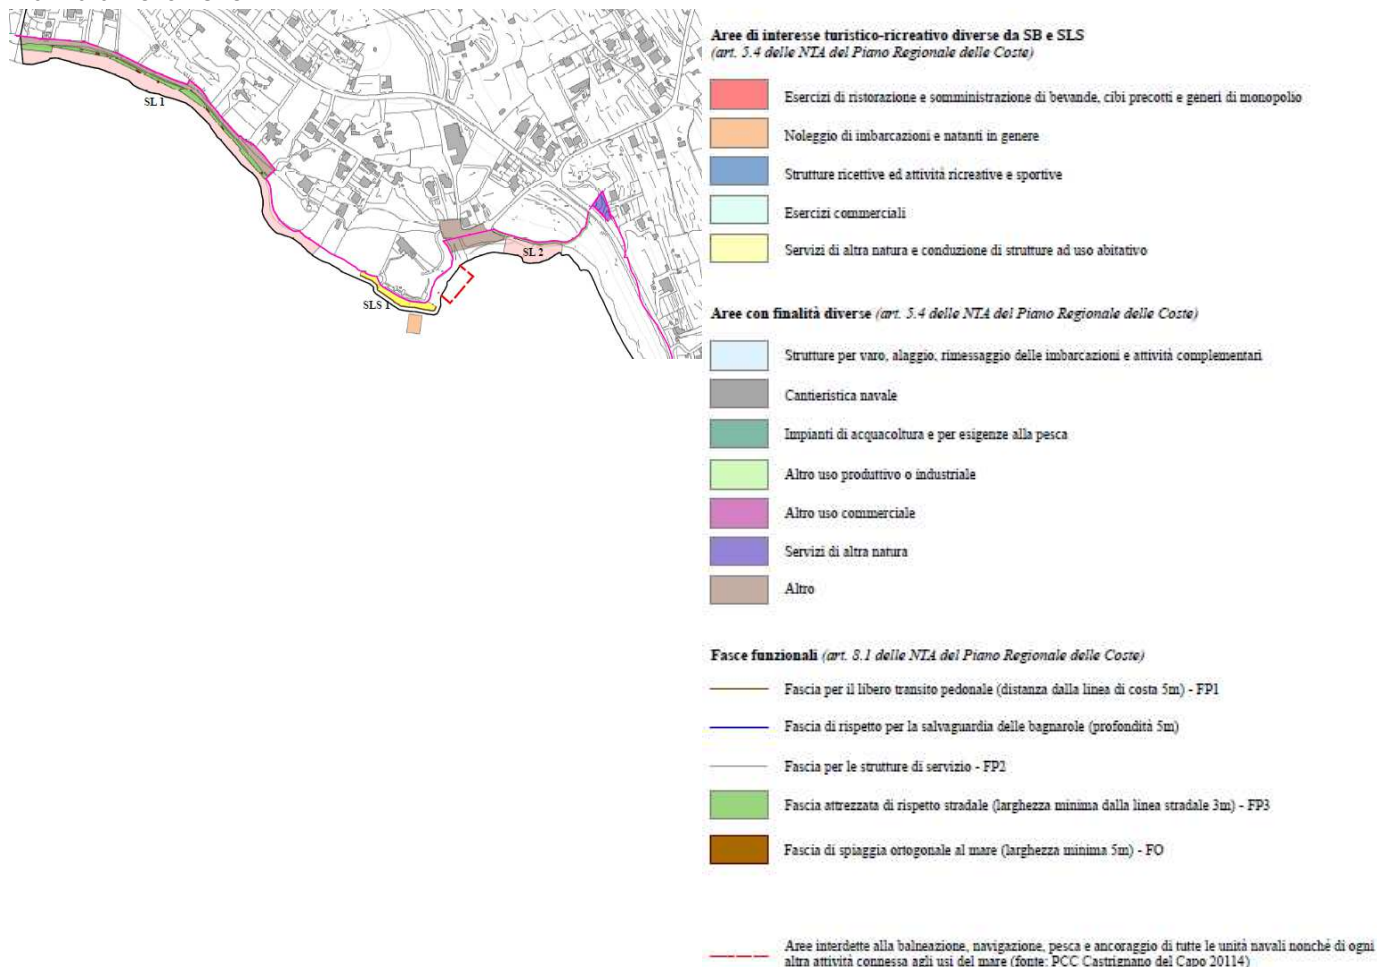 SL 1
SLS 1
SL 2
Aree di interesse turistico-ricreativo diverse da SB e SLS
(art. 5.4 delle NTA del Piano Regionale delle Coste)
Esercizi di ristorazione e somministrazione di bevande, cibi precotti e generi di monopolio
Noleggio di imbarcazioni e natanti in genere
Strutture ricettive ed attività ricreative e sportive
Esercizi commerciali
Servizi di altra natura e conduzione di strutture ad uso abitativo
Aree con finalità diverse (art. 5.4 delle NTA del Piano Regionale delle Coste)
Strutture per varo, alaggio, rimessaggio delle imbarcazioni e attività complementari
Cantieristica navale
Impianti di acquacoltura e per esigenze alla pesca
Altro uso produttivo o industriale
Altro uso commerciale
Servizi di altra natura
Altro
Fasce funzionali (art. 8.1 delle NTA del Piano Regionale delle Coste)
Fascia per il libero transito pedonale (distanza dalla linea di costa 5m) - FP1
Fascia di rispetto per la salvaguardia delle bagnarole (profondità 5m)
Fascia per le strutture di servizio - FP2
Fascia attrezzata di rispetto stradale (larghezza minima dalla linea stradale 3m) - FP3
Fascia di spiaggia ortogonale al mare (larghezza minima 5m) - FO
Aree interdette alla balneazione, navigazione, pesca e ancoraggio di tutte le unità navali nonché di ogni
altra attività connessa agli usi del mare (fonte: PCC Castrignano del Capo 20114)